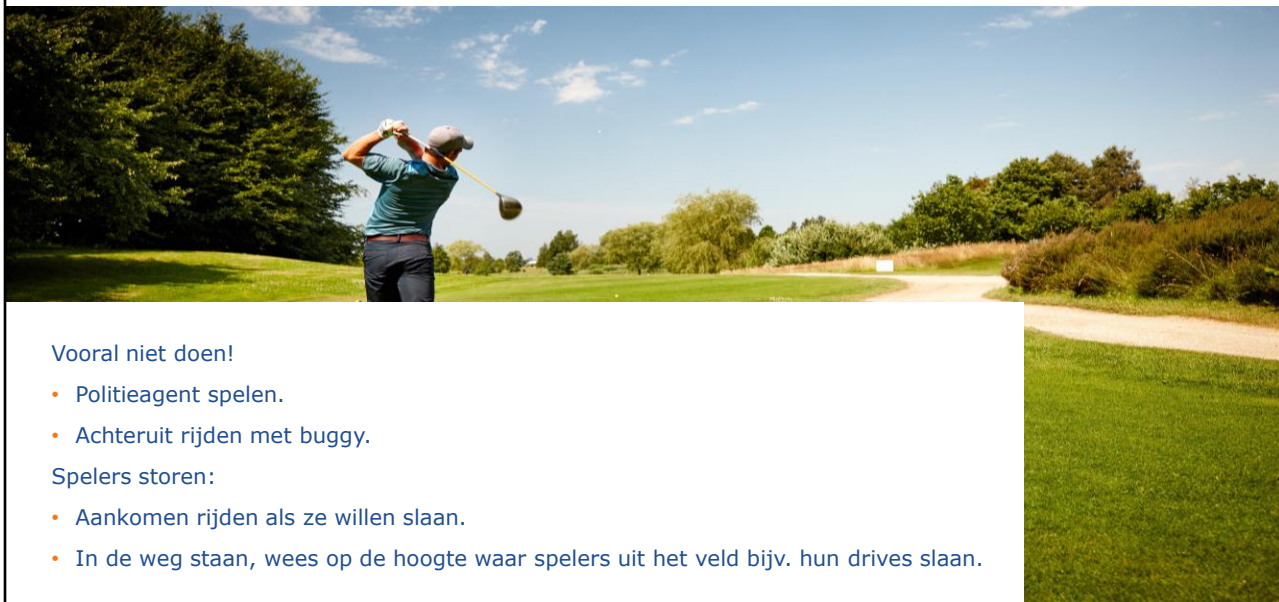 Vooral niet doen!
• Politieagent spelen.
• Achteruit rijden met buggy.
Spelers storen:
• Aankomen rijden als ze willen slaan.
• In de weg staan, wees op de hoogte waar spelers uit het veld bijv. hun drives slaan.